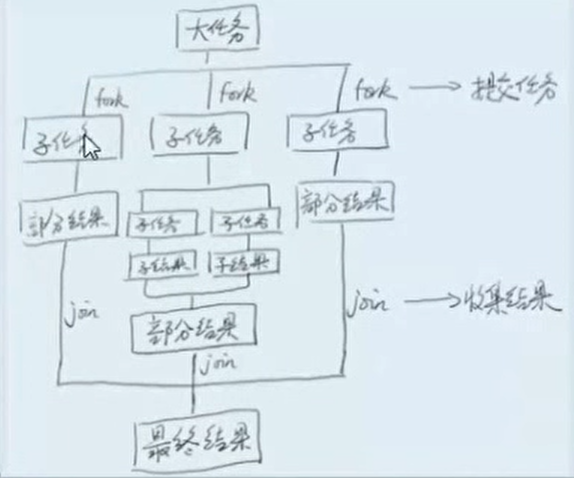 大任务
fork fork fork → 提交任务
子任务 子任务 子任务
部分结果 子任务 子任务 部分结果
子结果 子结果
join 部分结果 join → 收集结果
join
最终结果